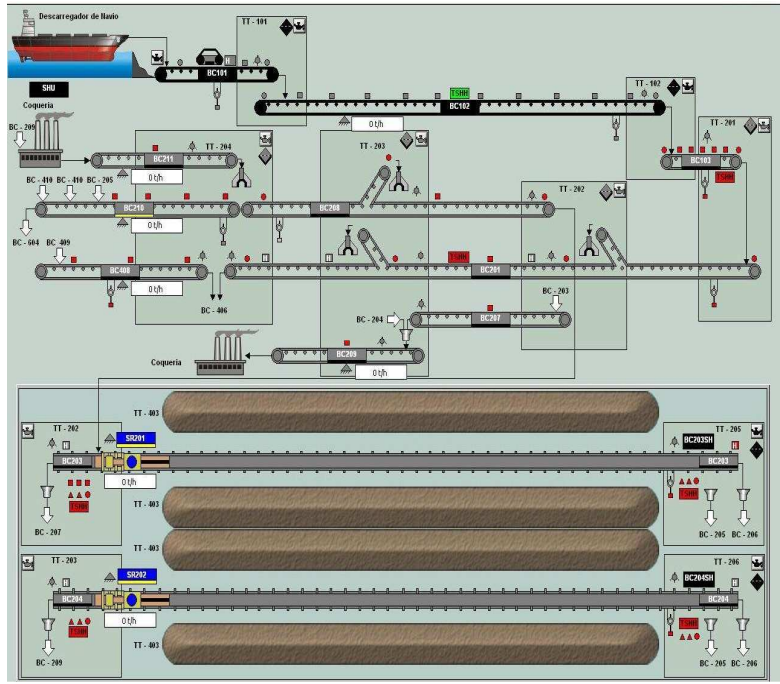 Descarregador de Navio
TT - 101
H
BC101
SHU
TSHH
BC102
TT - 102
0 t/h
Coqueria
BC - 209
TT - 204
TT - 203
TT - 201
BC211
BC103
0 t/h
TSHH
BC - 410
BC - 410
BC - 205
TT - 202
BC210
BC208
0 t/h
BC - 604
BC 409
TSHH
BC408
BC201
0 t/h
BC - 406
BC - 203
BC - 204
BC207
Coqueria
BC209
0 t/h
TT - 403
TT - 202
SR201
BC203SH
TT - 205
H
H
BC203
BC203
0 t/h
TSHH
TSHH
TT - 403
BC - 207
BC - 205
BC - 206
TT - 403
TT - 203
SR202
BC204SH
TT - 206
H
H
BC204
BC204
0 t/h
TSHH
TSHH
TT - 403
BC - 209
BC - 205
BC - 206